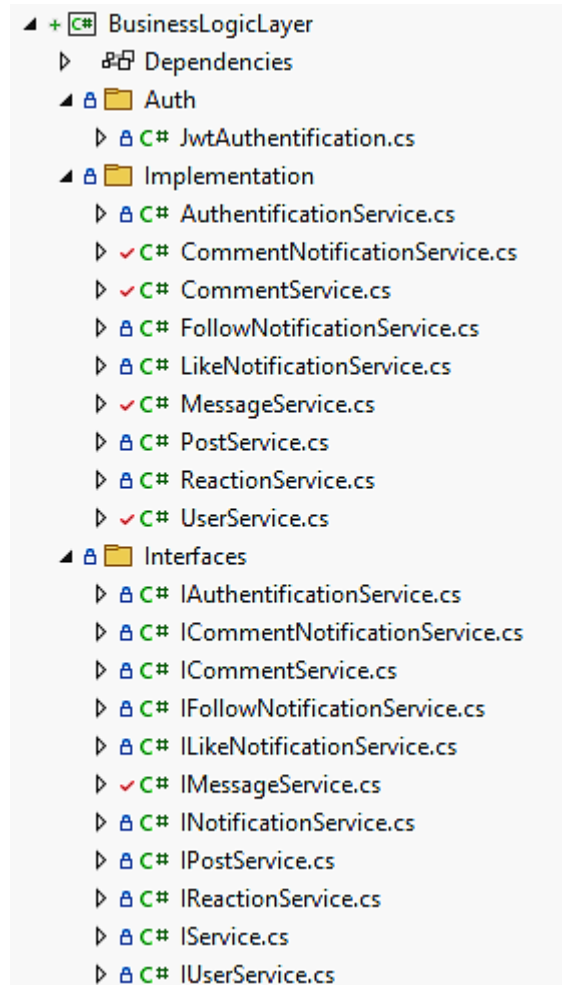 C# BusinessLogicLayer
Dependencies
Auth
C# JwtAuthentification.cs
Implementation
C# AuthentificationService.cs
C# CommentNotificationService.cs
C# CommentService.cs
C# FollowNotificationService.cs
C# LikeNotificationService.cs
C# MessageService.cs
C# PostService.cs
C# ReactionService.cs
C# UserService.cs
Interfaces
C# IAuthentificationService.cs
C# ICommentNotificationService.cs
C# ICommentService.cs
C# IFollowNotificationService.cs
C# ILikeNotificationService.cs
C# IMessageService.cs
C# INotificationService.cs
C# IPostService.cs
C# IReactionService.cs
C# IService.cs
C# IUserService.cs